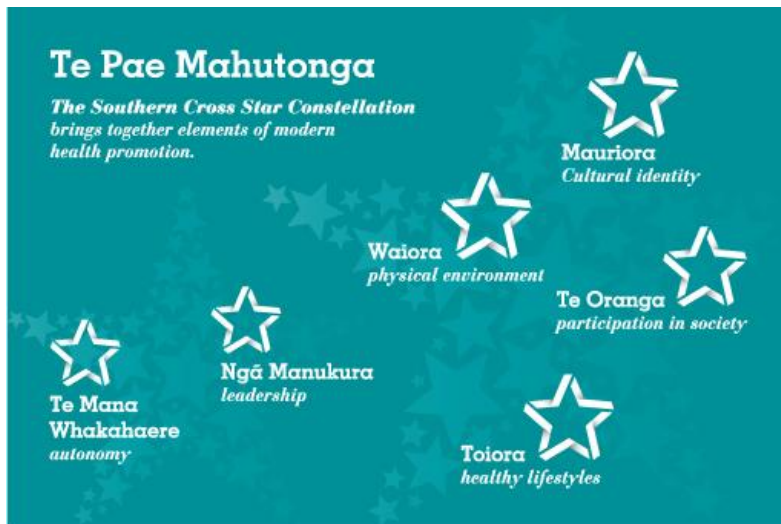 Te Pae Mahutonga
The Southern Cross Star Constellation
brings together elements of modern
health promotion.
Mauriora
Cultural identity
Waiora
physical environment
Te Oranga
participation in society
Ngā Manukura
leadership
Te Mana
Whakahaere
autonomy
Toiora
healthy lifestyles